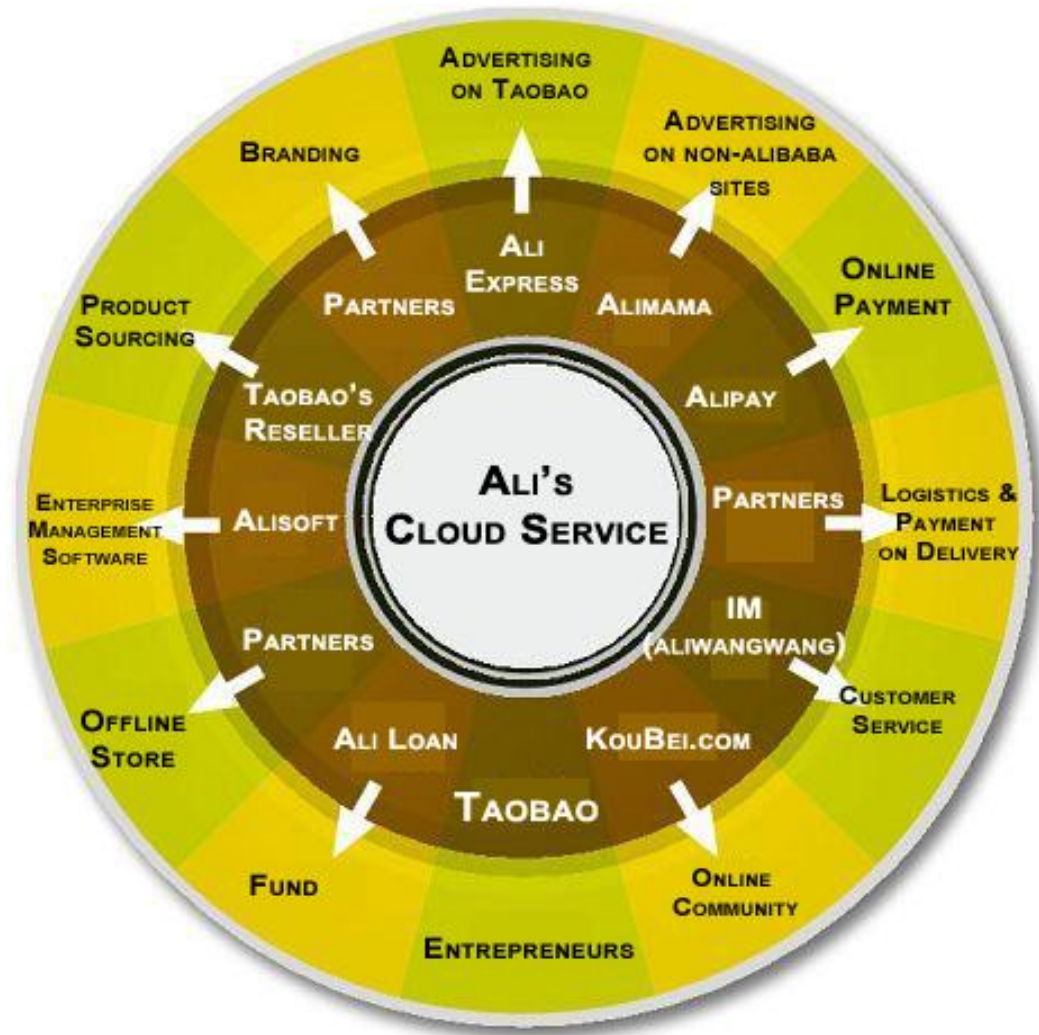 Advertising
on Taobao
Advertising
on non-alibaba
sites
Branding
Online
Payment
Product
Sourcing
Ali
Express
Partners
Alimama
Taobao's
Reseller
Alipay
Ali's
Cloud Service
Enterprise
Management
Software
Alisoft
Partners
Logistics &
Payment
on Delivery
Partners
IM
(aliwangwang)
Customer
Service
Offline
Store
Ali Loan
KouBei.com
Taobao
Fund
Online
Community
Entrepreneurs